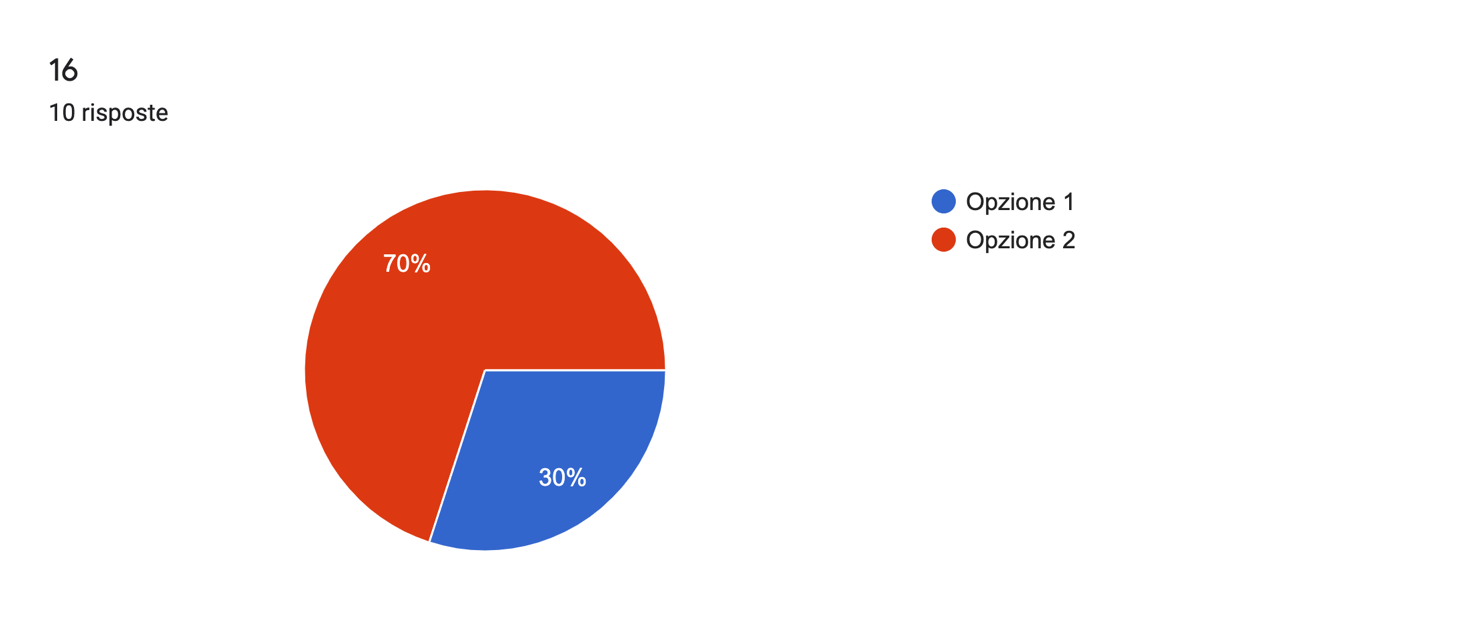 16
10 risposte
Opzione 1
Opzione 2
70%
30%